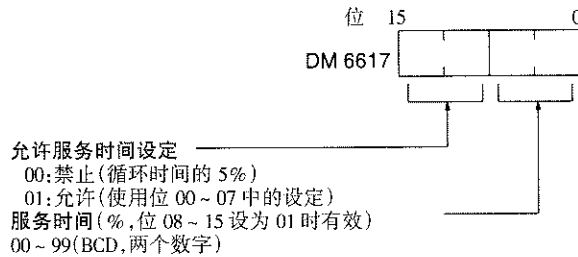 位 15 0
DM 6617
允许服务时间设定
00:禁止(循环时间的 5%)
01:允许(使用位 00~07 中的设定)
服务时间(%,位 08~15 设为 01 时有效)
00~99(BCD,两个数字)